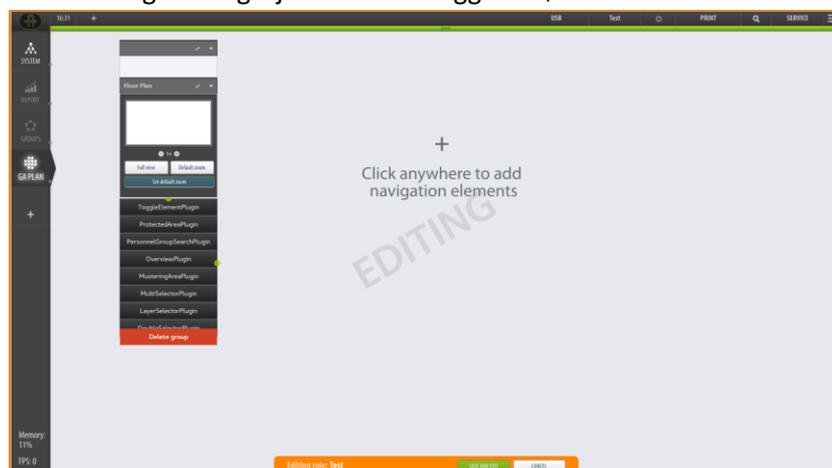 16:31 + USB Test PRINT SERVICE
SYSTEM
REPORT
GROUPS
GA PLAN
+
Floor Plan
1x
Full view Default zoom
Set default zoom
ToggleElementPlugin
ProtectedAreaPlugin
PersonnelGroupSearchPlugin
OverviewPlugin
MusteringAreaPlugin
MultiSelectorPlugin
LayerSelectorPlugin
DoubleSelectorPlugin
Delete group
+
Click anywhere to add
navigation elements
EDITING
Memory:
11%
FPS: 0
Editing role: Test SAVE AND EXIT CANCEL